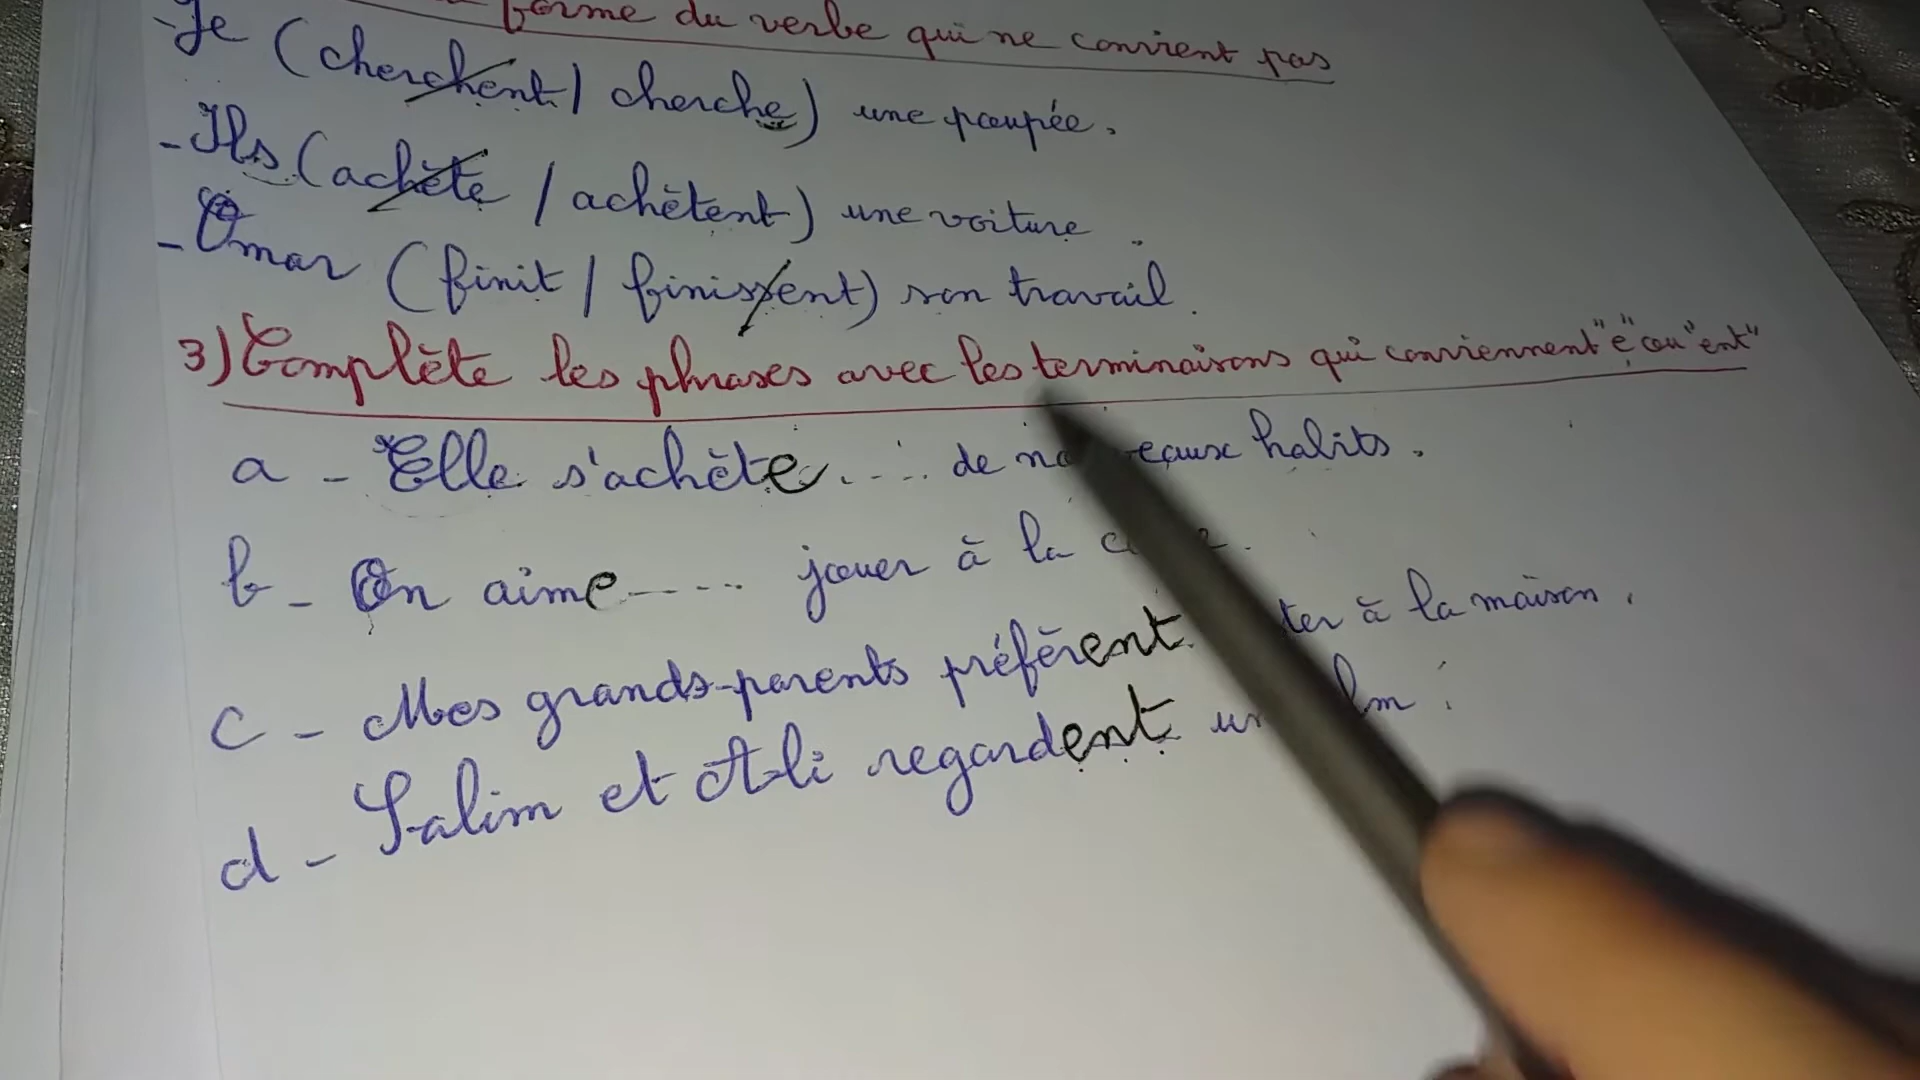 forme du verbe qui ne convient pas
- Je (cherchent / cherche) une poupée.
- Ils (achète / achètent) une voiture.
- Omar (finit / finissent) son travail.
3) Complète les phrases avec les terminaisons qui conviennent "e" ou "ent"
a - Elle s'achète..... de habits.
b - On aime...... jouer à la
c - Mes grands-parents préfèrent à la maison.
d - Salim et Ali regardent